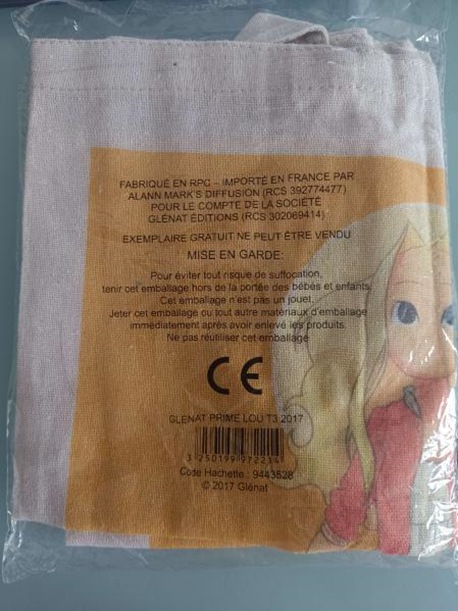 FABRIQUÉ EN RPC – IMPORTÉ EN FRANCE PAR
ALANN MARK'S DIFFUSION (RCS 392774477)
POUR LE COMPTE DE LA SOCIÉTÉ
GLÉNAT ÉDITIONS (RCS 302069414)
EXEMPLAIRE GRATUIT NE PEUT ÊTRE VENDU
MISE EN GARDE:
Pour éviter tout risque de suffocation,
tenir cet emballage hors de la portée des bébés et enfants.
Cet emballage n'est pas un jouet.
Jeter cet emballage ou tout autre matériaux d'emballage
immédiatement après avoir enlevé les produits.
Ne pas réutiliser cet emballage
CE
GLENAT PRIME LOU T3 2017
3 250199 972214
Code Hachette : 9443528
© 2017 Glénat